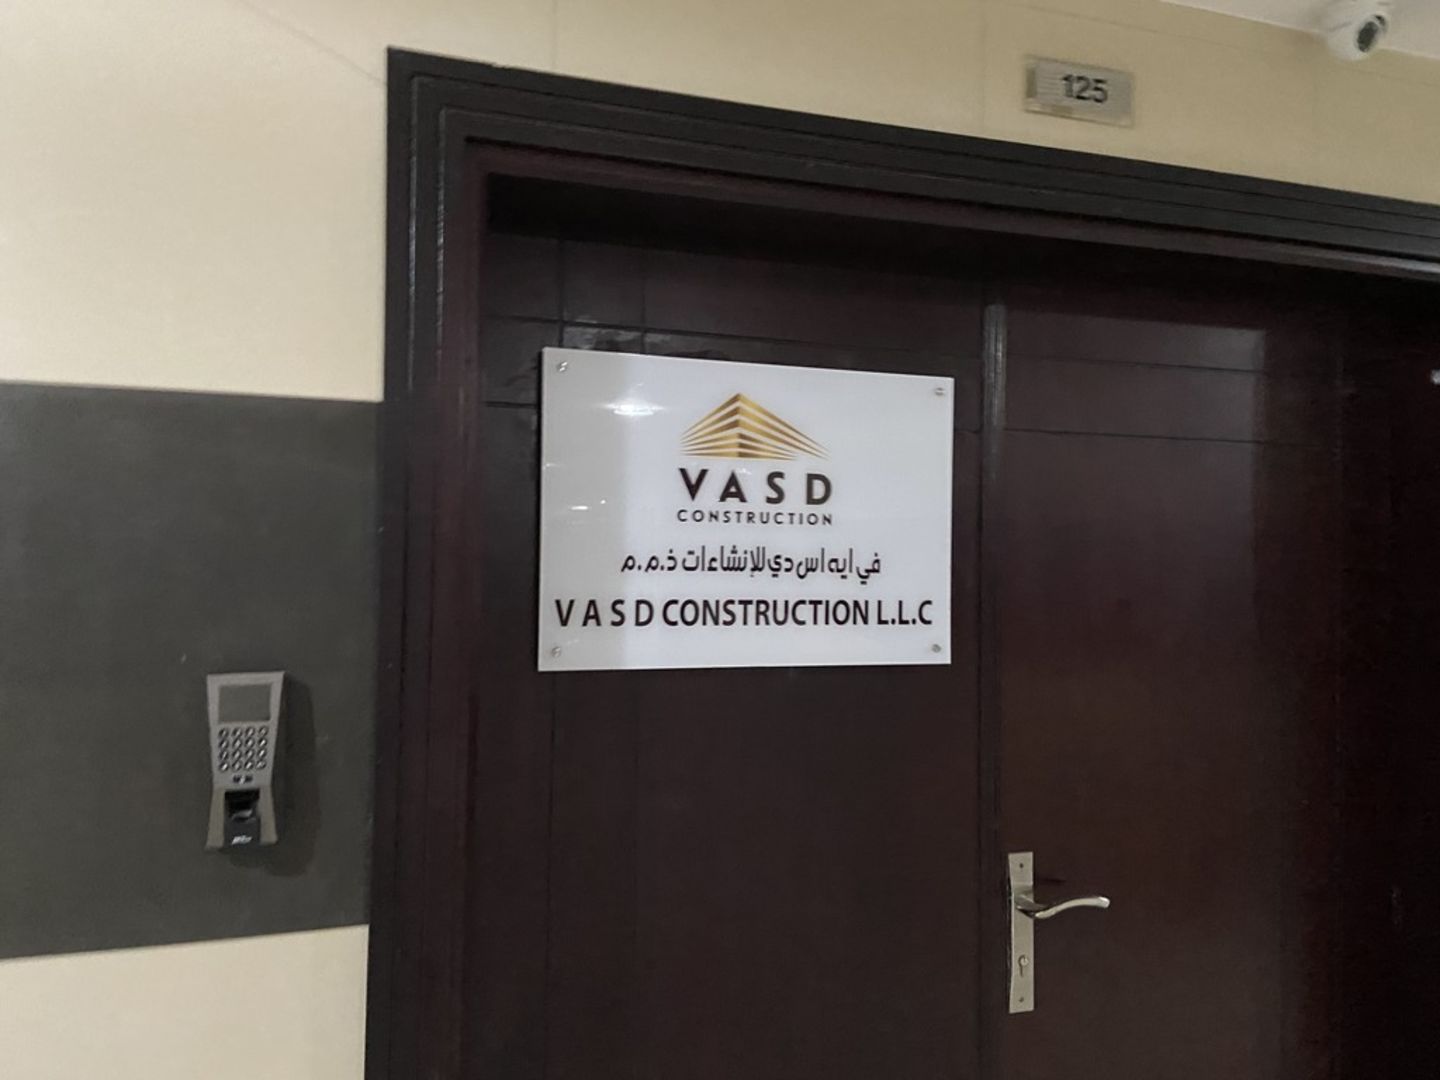 125
VASD
CONSTRUCTION
في ايه اس دي للإنشاءات ذ.م.م
V A S D CONSTRUCTION L.L.C